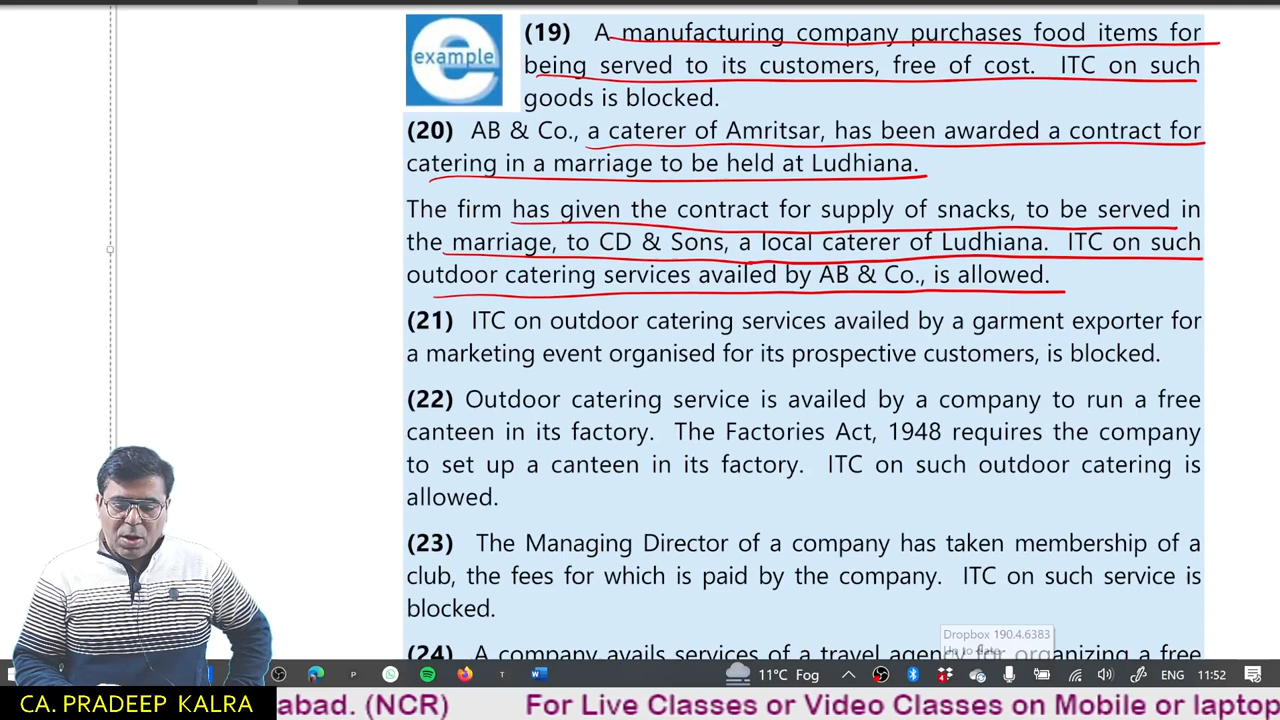 example
(19) A manufacturing company purchases food items for
being served to its customers, free of cost. ITC on such
goods is blocked.
(20) AB & Co., a caterer of Amritsar, has been awarded a contract for
catering in a marriage to be held at Ludhiana.
The firm has given the contract for supply of snacks, to be served in
the marriage, to CD & Sons, a local caterer of Ludhiana. ITC on such
outdoor catering services availed by AB & Co., is allowed.
(21) ITC on outdoor catering services availed by a garment exporter for
a marketing event organised for its prospective customers, is blocked.
(22) Outdoor catering service is availed by a company to run a free
canteen in its factory. The Factories Act, 1948 requires the company
to set up a canteen in its factory. ITC on such outdoor catering is
allowed.
(23) The Managing Director of a company has taken membership of a
club, the fees for which is paid by the company. ITC on such service is
blocked.
Dropbox 190.4.6383
Up to date
(24) A company avails services of a travel agency for organizing a free
11°C Fog
ENG
11:52
CA. PRADEEP KALRA
abad. (NCR) For Live Classes or Video Classes on Mobile or laptop